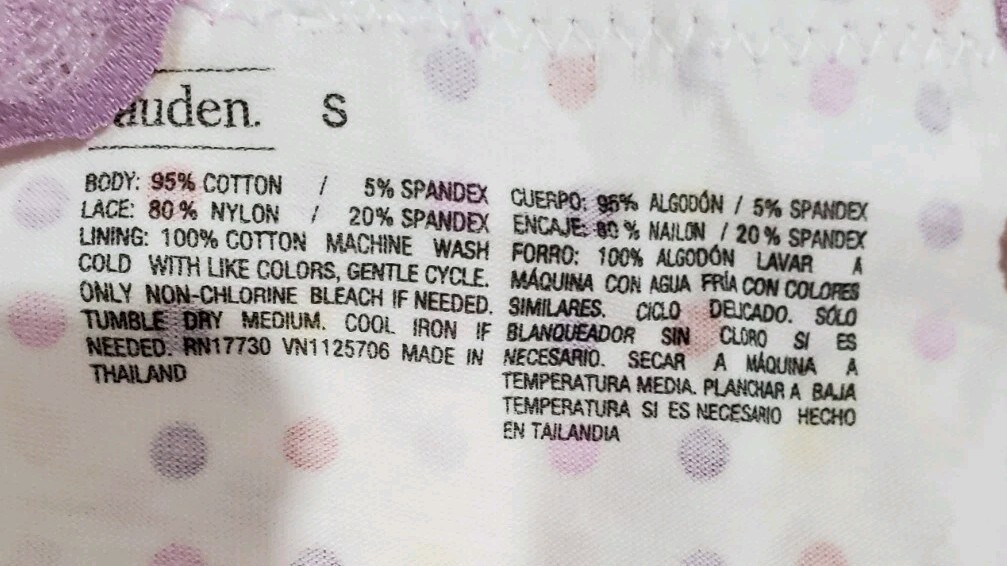 auden. S
BODY: 95% COTTON / 5% SPANDEX
LACE: 80% NYLON / 20% SPANDEX
LINING: 100% COTTON MACHINE WASH
COLD WITH LIKE COLORS, GENTLE CYCLE.
ONLY NON-CHLORINE BLEACH IF NEEDED.
TUMBLE DRY MEDIUM. COOL IRON IF
NEEDED. RN17730 VN1125706 MADE IN
THAILAND
CUERPO: 95% ALGODÓN / 5% SPANDEX
ENCAJE: 80% NAILON / 20% SPANDEX
FORRO: 100% ALGODÓN LAVAR A
MÁQUINA CON AGUA FRÍA CON COLORES
SIMILARES. CICLO DELICADO. SÓLO
BLANQUEADOR SIN CLORO SI ES
NECESARIO. SECAR A MÁQUINA A
TEMPERATURA MEDIA. PLANCHAR A BAJA
TEMPERATURA SI ES NECESARIO HECHO
EN TAILANDIA